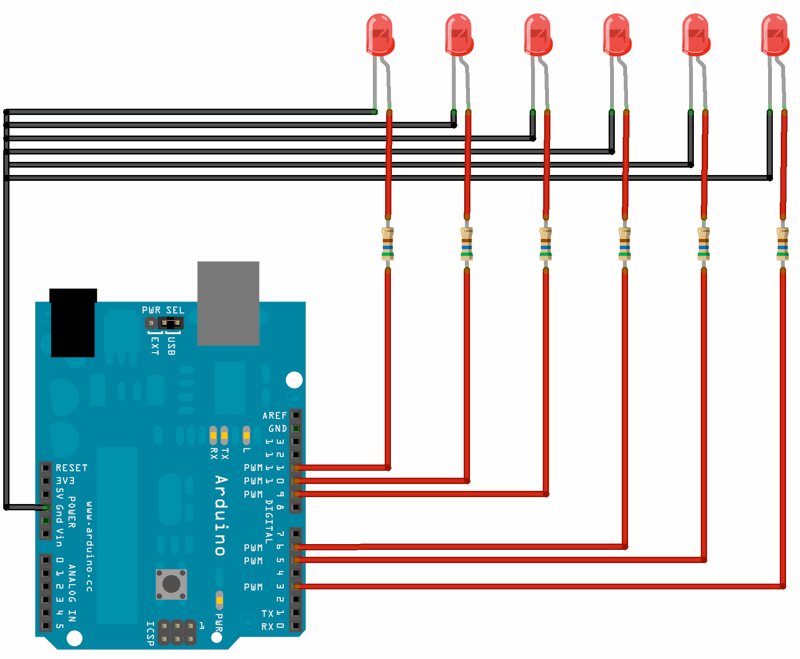 PWR SEL
EXT
USB
AREF
GND
13
12
RX
TX
L
PWM 11
PWM 10
PWM 9
8
DIGITAL
Arduino
www.arduino.cc
RESET
3V3
5V
Gnd
Vin
POWER
7
PWM 6
PWM 5
4
PWM 3
2
TX 1
RX 0
0
1
2
3
4
5
ANALOG IN
ICSP
1
PWR